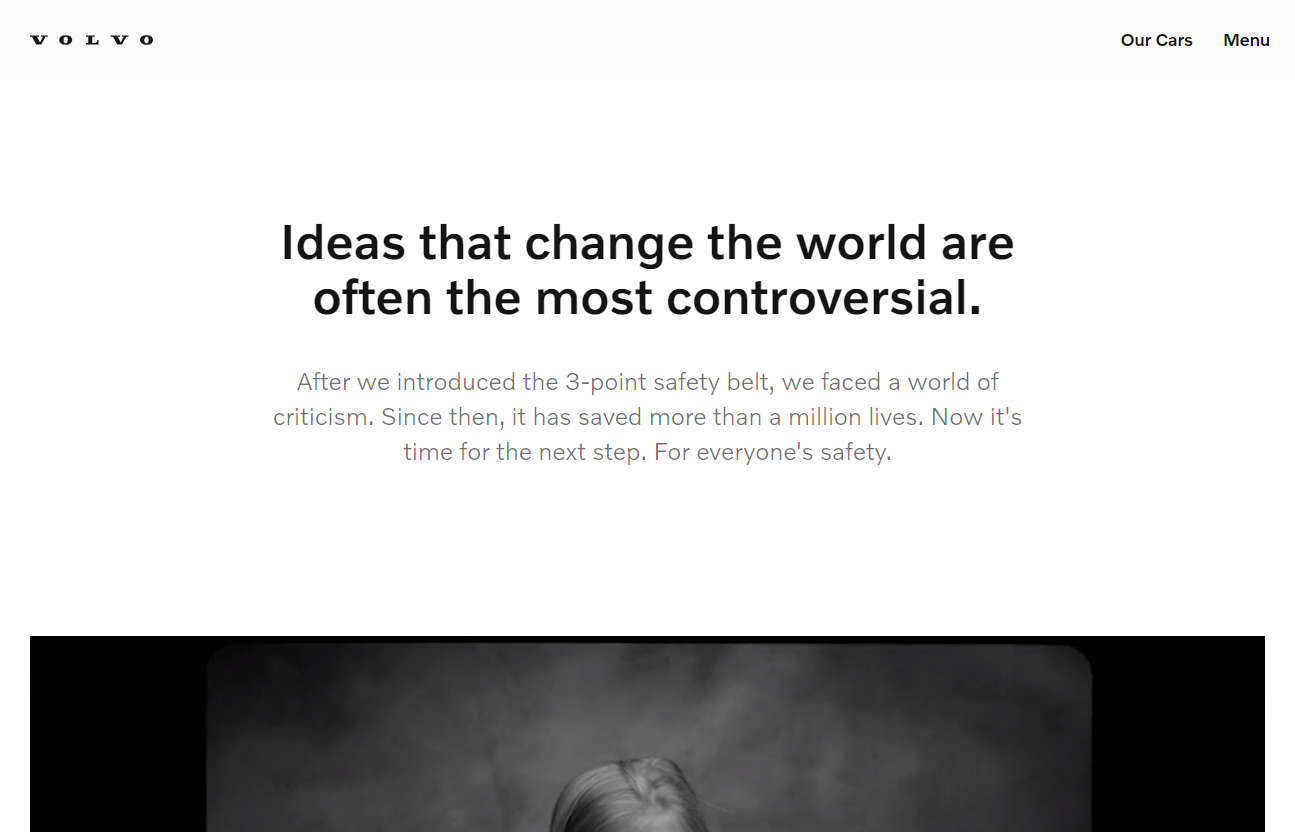 VOLVO
Our Cars
Menu
Ideas that change the world are
often the most controversial.
After we introduced the 3-point safety belt, we faced a world of
criticism. Since then, it has saved more than a million lives. Now it's
time for the next step. For everyone's safety.